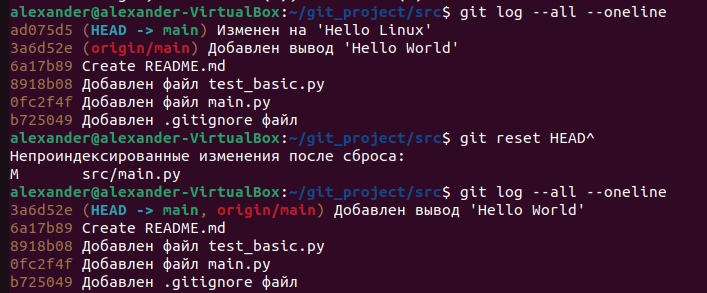 alexander@alexander-VirtualBox:~/git_project/src$ git log --all --oneline
ad075d5 (HEAD -> main) Изменен на 'Hello Linux'
3a6d52e (origin/main) Добавлен вывод 'Hello World'
6a17b89 Create README.md
8918b08 Добавлен файл test_basic.py
0fc2f4f Добавлен файл main.py
b725049 Добавлен .gitignore файл
alexander@alexander-VirtualBox:~/git_project/src$ git reset HEAD^
Непроиндексированные изменения после сброса:
M       src/main.py
alexander@alexander-VirtualBox:~/git_project/src$ git log --all --oneline
3a6d52e (HEAD -> main, origin/main) Добавлен вывод 'Hello World'
6a17b89 Create README.md
8918b08 Добавлен файл test_basic.py
0fc2f4f Добавлен файл main.py
b725049 Добавлен .gitignore файл